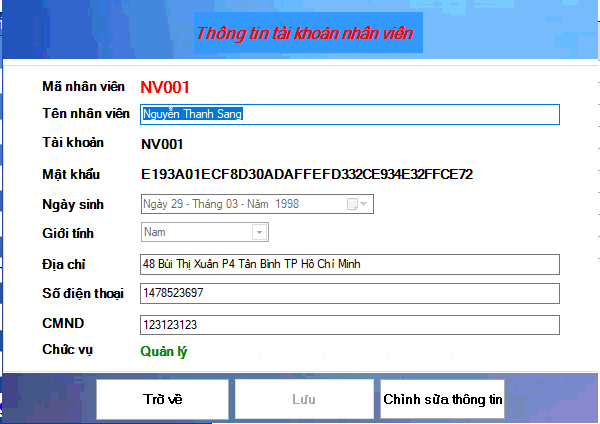 Thông tin tài khoản nhân viên
Mã nhân viên NV001
Tên nhân viên Nguyễn Thanh Sang
Tài khoản NV001
Mật khẩu E193A01ECF8D30ADAFFEFD332CE934E32FFCE72
Ngày sinh Ngày 29 - Tháng 03 - Năm 1998
Giới tính Nam
Địa chỉ 48 Bùi Thị Xuân P4 Tân Bình TP Hồ Chí Minh
Số điện thoại 1478523697
CMND 123123123
Chức vụ Quản lý
Trở về Lưu Chỉnh sửa thông tin